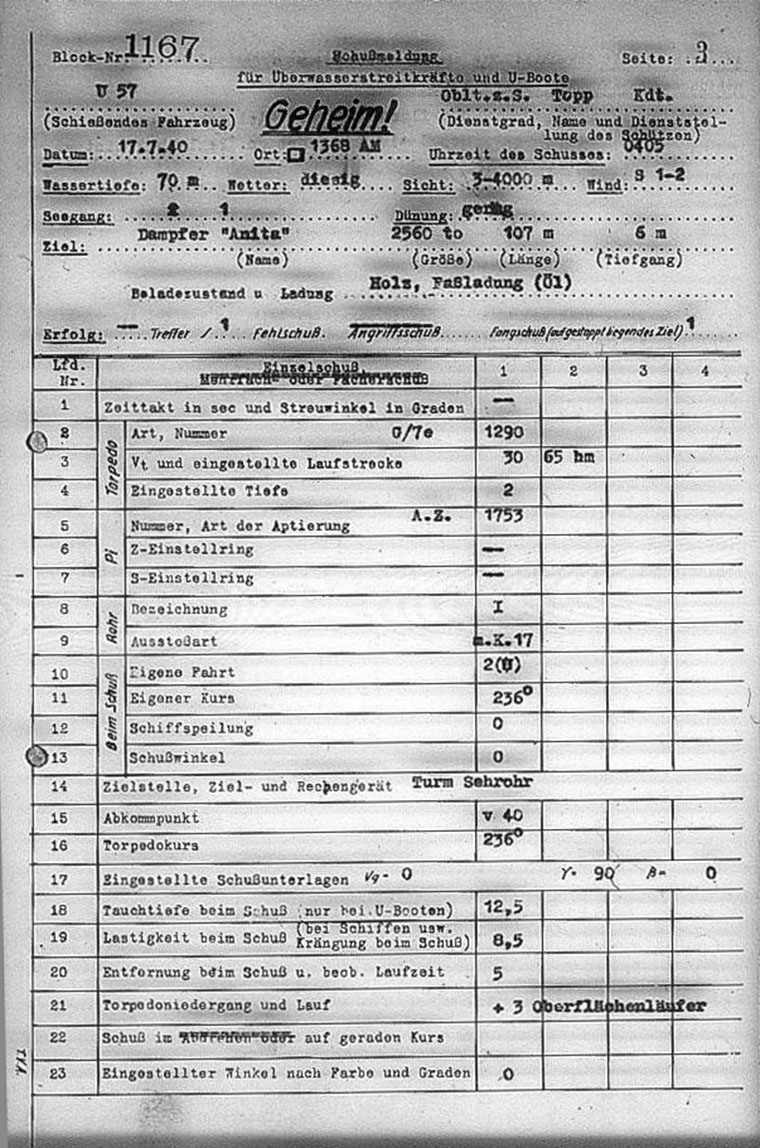 Block-Nr: 1167 Schußmeldung Seite: 3
für Überwasserstreitkräfte und U-Boote
U 57 Geheim! Oblt.z.S. Topp Kdt.
(Schießendes Fahrzeug) (Dienstgrad, Name und Dienststel-
lung des Schützen)
Datum: 17.7.40 Ort: 1368 AM Uhrzeit des Schusses: 0405
Wassertiefe: 70 m Wetter: diesig Sicht: 3-4000 m Wind: S 1-2
Seegang: 1 Dünung: gering
Ziel: Dampfer "Anita" 2560 to 107 m 6 m
(Name) (Größe) (Länge) (Tiefgang)
Beladezustand u Ladung Holz, Faßladung (Öl)
Erfolg: — Treffer / 1 Fehlschuß. Angriffsschuß Fangschuß (auf gestoppt liegendes Ziel) 1
Lfd. Nr. Einzelschuß 1 2 3 4
Mehrfach- oder Fächerschuß
1 Zeittakt in sec und Streuwinkel in Graden —
Torpedo
2 Art, Nummer G/7e 1290
3 Vt und eingestellte Laufstrecke 30 65 hm
4 Eingestellte Tiefe 2
Pi
5 Nummer, Art der Aptierung A.Z. 1753
6 Z-Einstellring —
7 S-Einstellring —
Rohr
8 Bezeichnung I
9 Ausstoßart m.K.17
Beim Schuß
10 Eigene Fahrt 2(U)
11 Eigener Kurs 236°
12 Schiffspeilung 0
13 Schußwinkel 0
14 Zielstelle, Ziel- und Rechengerät Turm Sehrohr
15 Abkommpunkt v 40
16 Torpedokurs 236°
17 Eingestellte Schußunterlagen Vg- 0 γ- 90 β- 0
18 Tauchtiefe beim Schuß (nur bei U-Booten) 12,5
19 Lastigkeit beim Schuß (bei Schiffen usw. Krängung beim Schuß) 8,5
20 Entfernung beim Schuß u. beob. Laufzeit 5
21 Torpedoniedergang und Lauf + 3 Oberflächenläufer
22 Schuß im Abdrehen oder auf geraden Kurs
23 Eingestellter Winkel nach Farbe und Graden 0